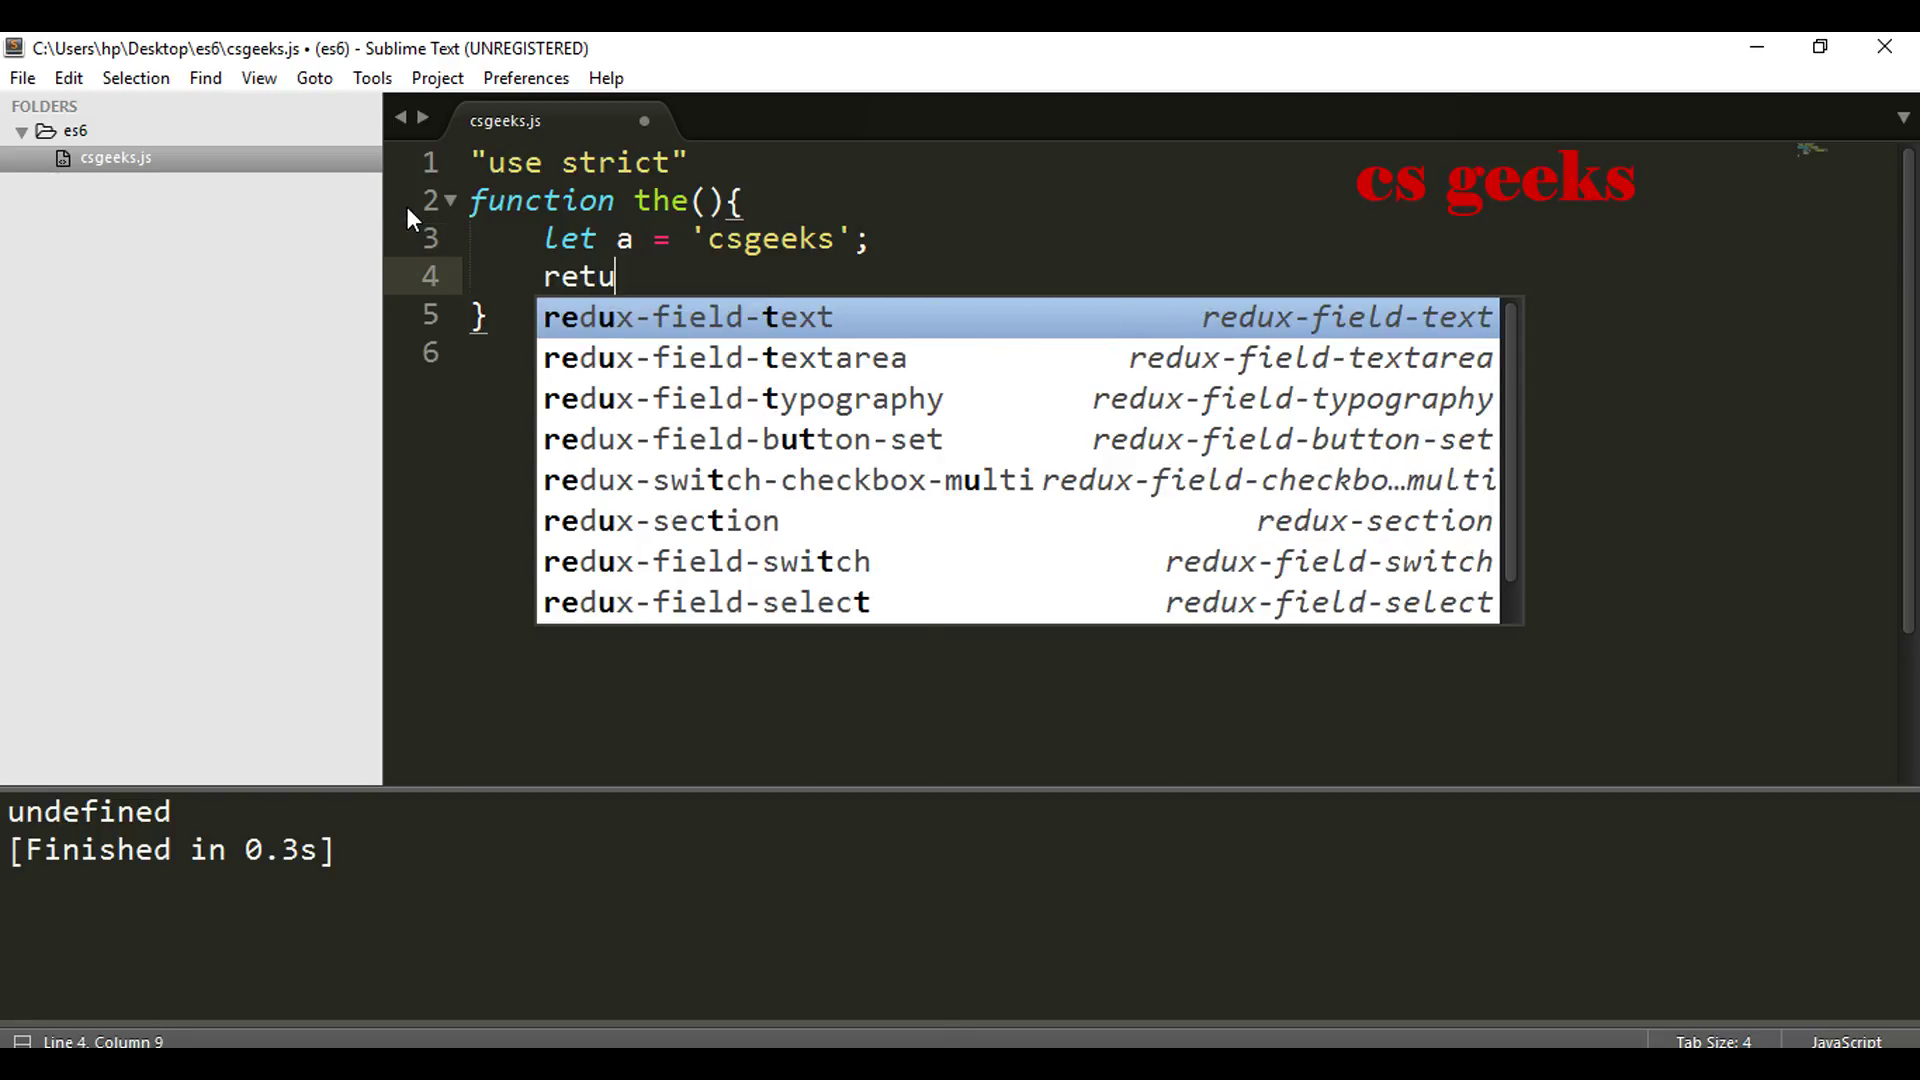 C:\Users\hp\Desktop\es6\csgeeks.js • (es6) - Sublime Text (UNREGISTERED)
File Edit Selection Find View Goto Tools Project Preferences Help
FOLDERS
es6
csgeeks.js
csgeeks.js
cs geeks
1 "use strict"
2 function the(){
3 let a = 'csgeeks';
4 retu
5 }
6
redux-field-text redux-field-text
redux-field-textarea redux-field-textarea
redux-field-typography redux-field-typography
redux-field-button-set redux-field-button-set
redux-switch-checkbox-multi redux-field-checkbo…multi
redux-section redux-section
redux-field-switch redux-field-switch
redux-field-select redux-field-select
undefined
[Finished in 0.3s]
Line 4, Column 9 Tab Size: 4 JavaScript